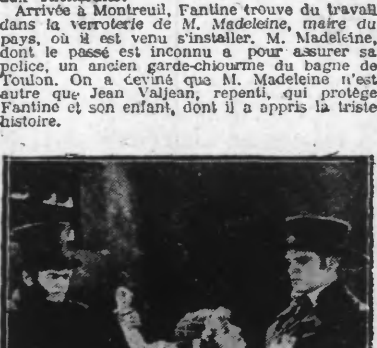 Arrivée à Montreuil, Fantine trouve du travail
dans la verroterie de M. Madeleine, maire du
pays, où il est venu s'installer. M. Madeleine,
dont le passé est inconnu a pour assurer sa
police, un ancien garde-chiourme du bagne de
Toulon. On a deviné que M. Madeleine n'est
autre que Jean Valjean, repenti, qui protège
Fantine et son enfant, dont il a appris la triste
histoire.